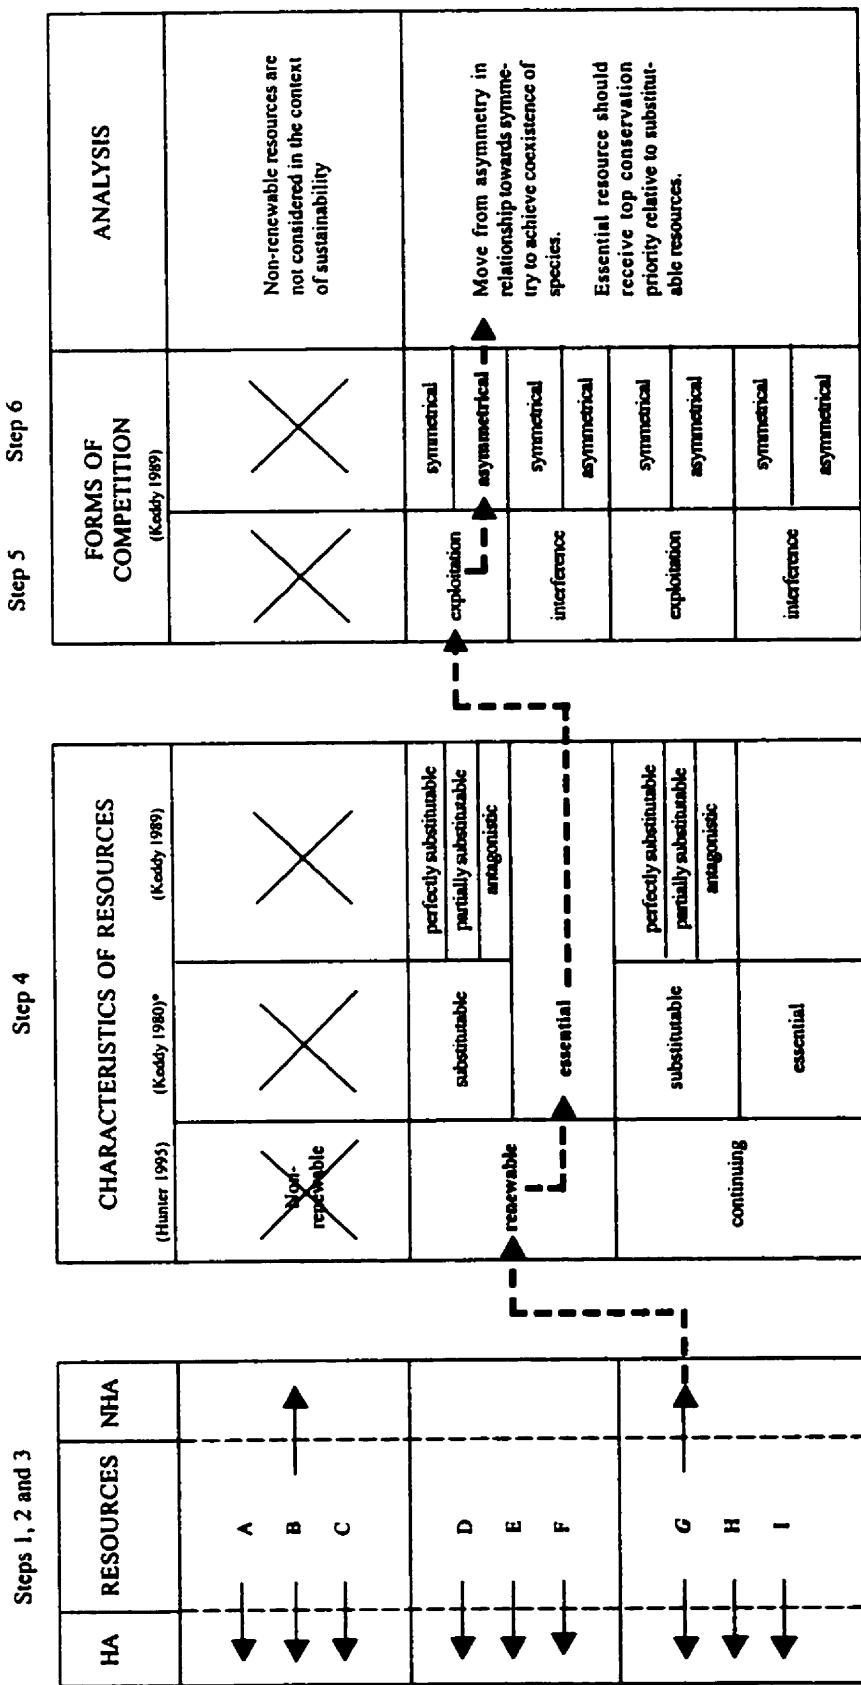 Steps 1, 2 and 3
HA
RESOURCES
NHA
A
B
C
D
E
F
G
H
I
Step 4
CHARACTERISTICS OF RESOURCES
(Hunter 1995)
(Keddy 1980)*
(Keddy 1989)
Non-
renewable
renewable
continuing
substitutable
essential
substitutable
essential
perfectly substitutable
partially substitutable
antagonistic
perfectly substitutable
partially substitutable
antagonistic
Step 5
Step 6
FORMS OF
COMPETITION
(Keddy 1989)
exploitation
interference
exploitation
interference
symmetrical
asymmetrical
symmetrical
asymmetrical
symmetrical
asymmetrical
symmetrical
asymmetrical
ANALYSIS
Non-renewable resources are
not considered in the context
of sustainability
Move from asymmetry in
relationship towards symme-
try to achieve coexistence of
species.
Essential resource should
receive top conservation
priority relative to substitut-
able resources.